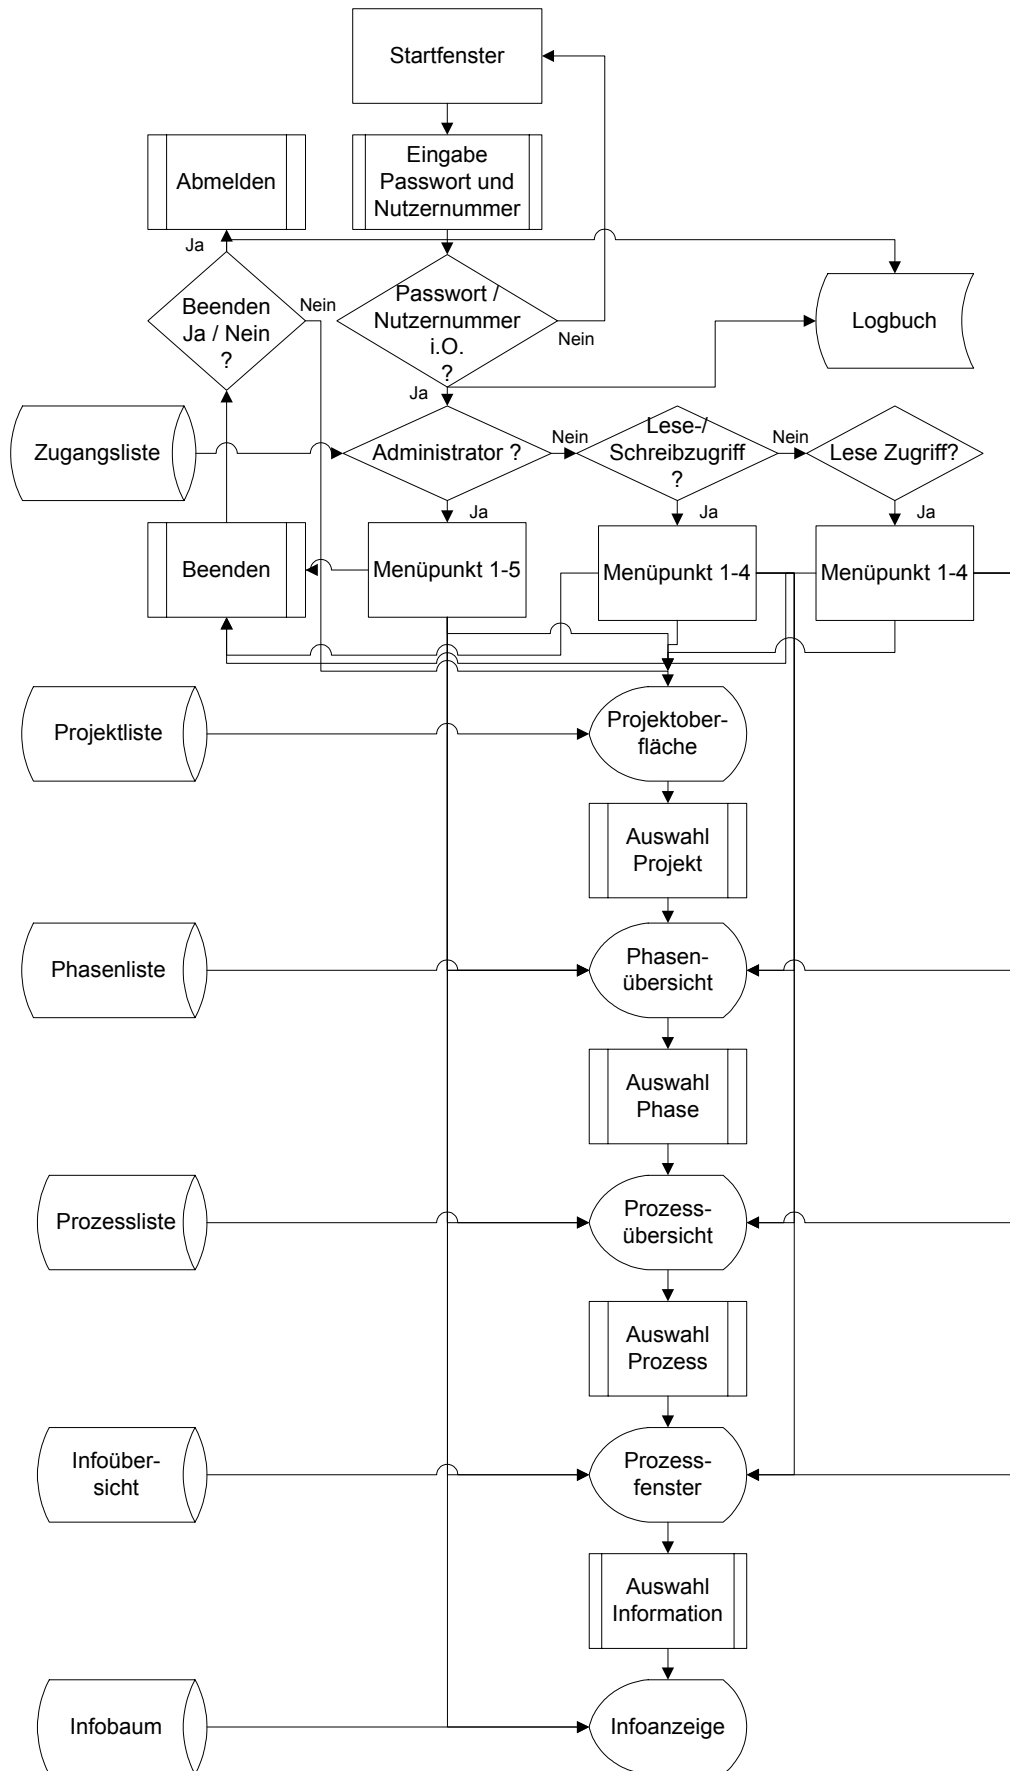 Startfenster
Abmelden
Eingabe
Passwort und
Nutzernummer
Ja
Beenden
Ja / Nein
?
Nein
Passwort /
Nutzernummer
i.O.
?
Nein
Logbuch
Ja
Zugangsliste
Administrator ?
Nein
Lese-/
Schreibzugriff
?
Nein
Lese Zugriff?
Ja
Ja
Ja
Beenden
Menüpunkt 1-5
Menüpunkt 1-4
Menüpunkt 1-4
Projektliste
Projektober-
fläche
Auswahl
Projekt
Phasenliste
Phasen-
übersicht
Auswahl
Phase
Prozessliste
Prozess-
übersicht
Auswahl
Prozess
Infoüber-
sicht
Prozess-
fenster
Auswahl
Information
Infobaum
Infoanzeige